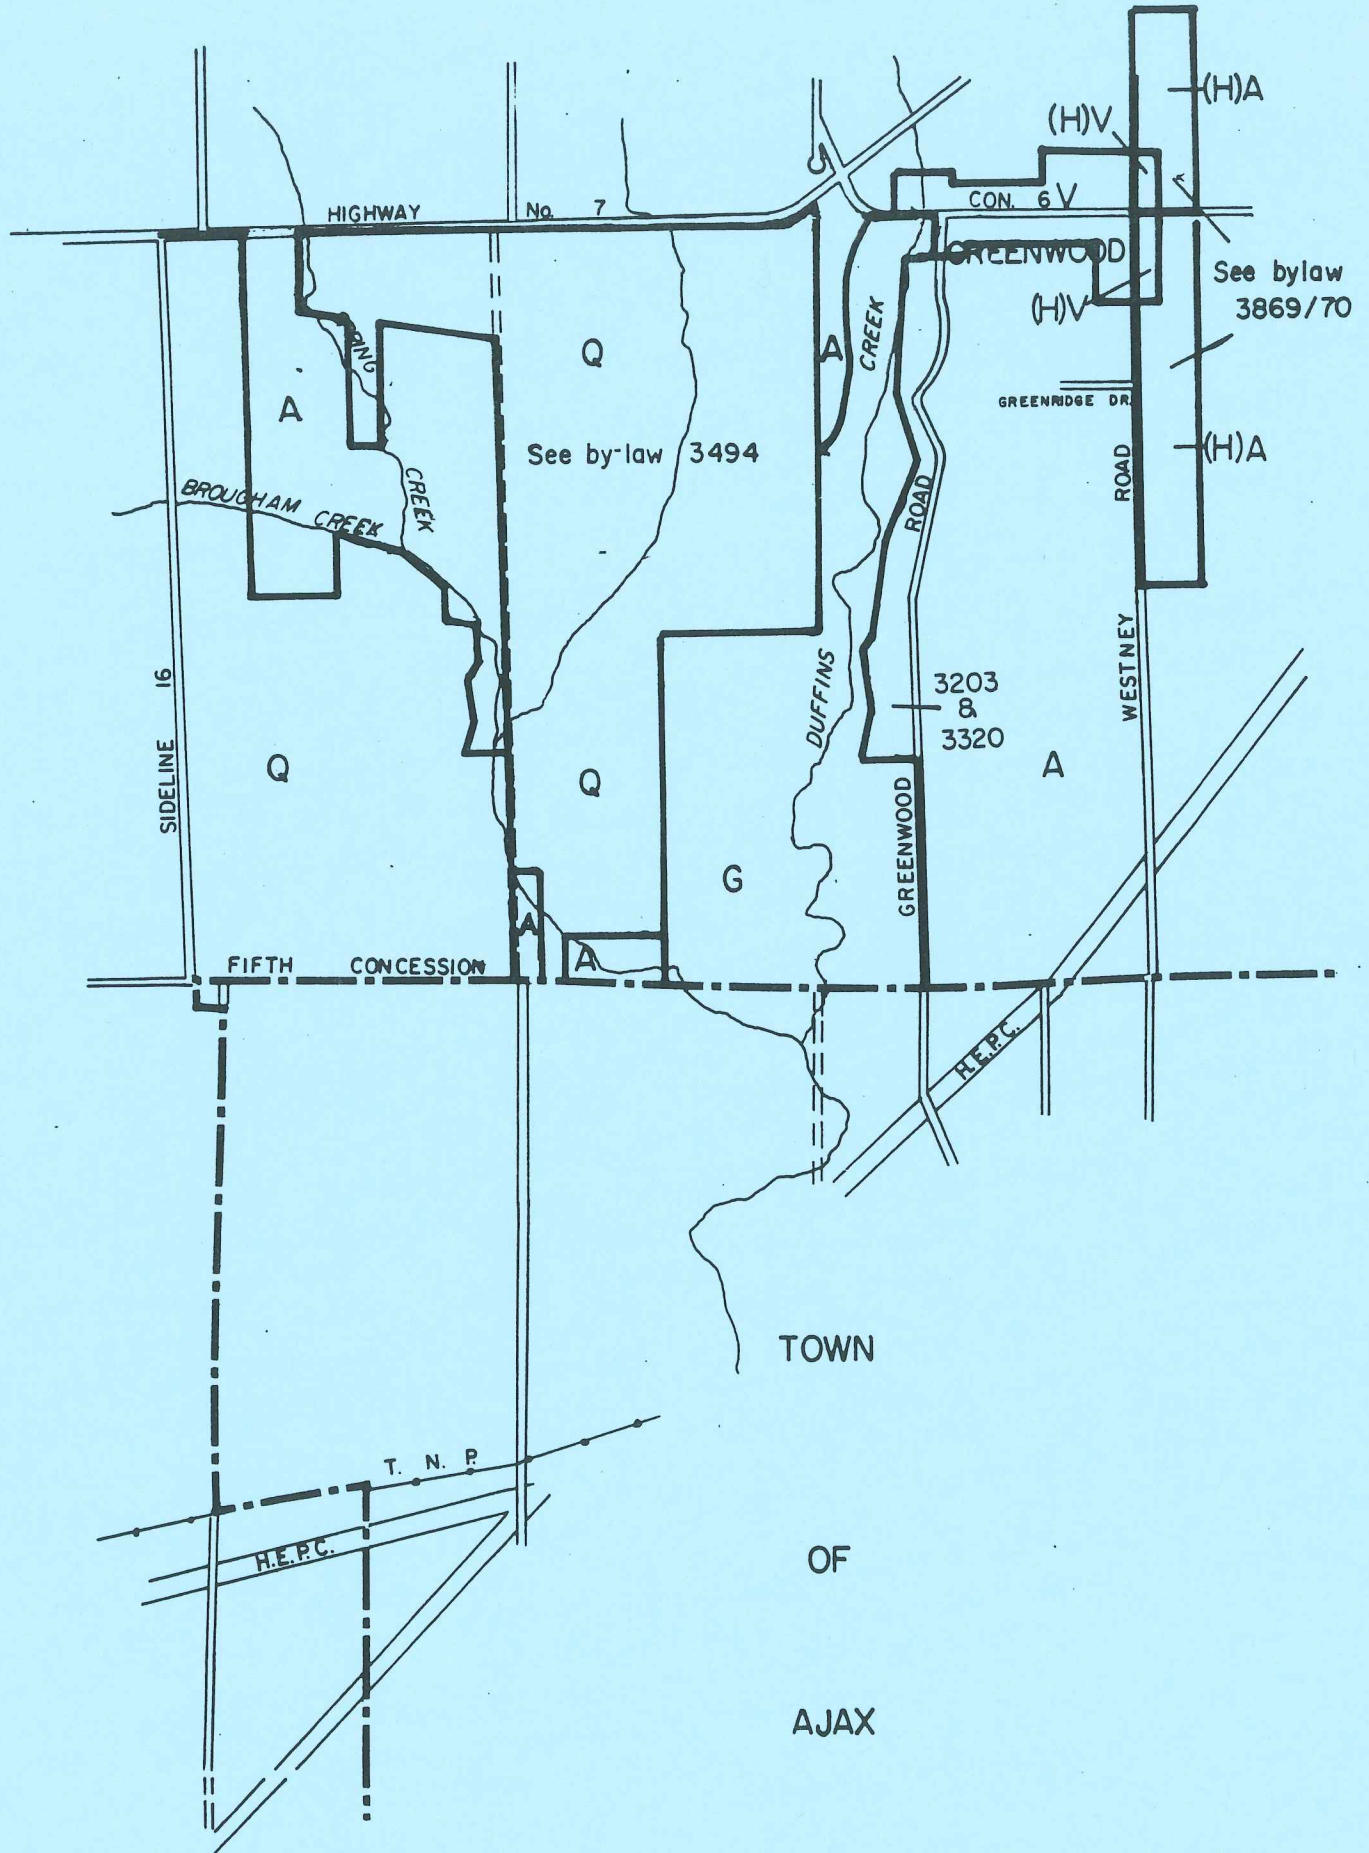 (H)A
(H)V
5
HIGHWAY No. 7
CON. 6 V
GREENWOOD
See bylaw
3869/70
(H)V
Q
A
CREEK
A
GREENRIDGE DR.
See by-law 3494
(H)A
ROAD
BROUGHAM CREEK
CREEK
ROAD
WESTNEY
DUFFINS
3203
&
3320
SIDELINE 16
Q
Q
A
GREENWOOD
G
A
A
FIFTH CONCESSION
H.E.P.C.
TOWN
T. N. P.
H.E.P.C.
OF
AJAX